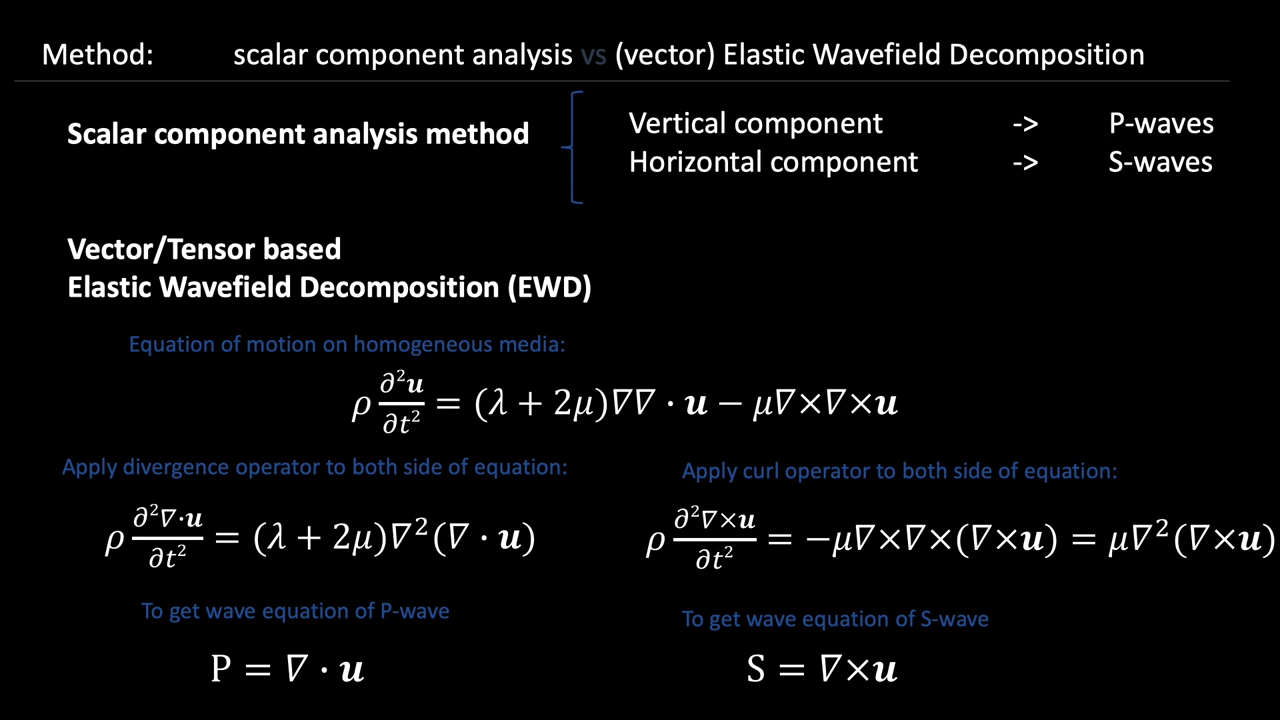 Method: scalar component analysis vs (vector) Elastic Wavefield Decomposition
Scalar component analysis method
Vertical component -> P-waves
Horizontal component -> S-waves
Vector/Tensor based
Elastic Wavefield Decomposition (EWD)
Equation of motion on homogeneous media:
ρ ∂²𝒖/∂t² = (λ + 2μ)∇∇ · 𝒖 − μ∇×∇×𝒖
Apply divergence operator to both side of equation:
ρ ∂²∇·𝒖/∂t² = (λ + 2μ)∇²(∇ · 𝒖)
To get wave equation of P-wave
P = ∇ · 𝒖
Apply curl operator to both side of equation:
ρ ∂²∇×𝒖/∂t² = −μ∇×∇×(∇×𝒖) = μ∇²(∇×𝒖)
To get wave equation of S-wave
S = ∇×𝒖